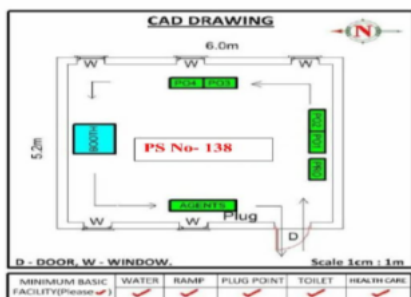 CAD DRAWING
6.0m
N
W W W
PO4 PO3
5.2m
BOOTH
PO2 PO1
PRO
PS No- 138
AGENTS
Plug
W W
D
D - DOOR, W - WINDOW. Scale 1cm : 1m
MINIMUM BASIC FACILITY(Please ✓) WATER RAMP PLUG POINT TOILET HEALTH CARE
✓ ✓ ✓ ✓ ✓